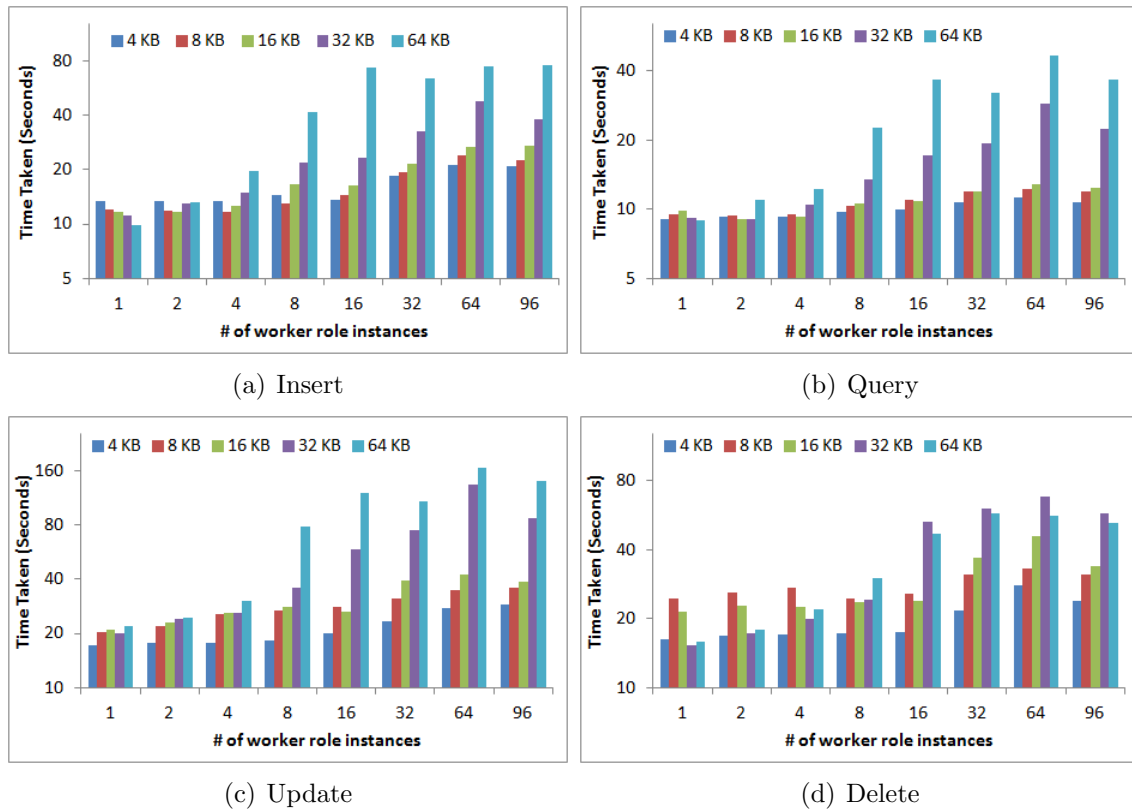 4 KB 8 KB 16 KB 32 KB 64 KB
80
40
20
10
5
Time Taken (Seconds)
1 2 4 8 16 32 64 96
# of worker role instances
(a) Insert
4 KB 8 KB 16 KB 32 KB 64 KB
40
20
10
5
Time Taken (Seconds)
1 2 4 8 16 32 64 96
# of worker role instances
(b) Query
4 KB 8 KB 16 KB 32 KB 64 KB
160
80
40
20
10
Time Taken (Seconds)
1 2 4 8 16 32 64 96
# of worker role instances
(c) Update
4 KB 8 KB 16 KB 32 KB 64 KB
80
40
20
10
Time Taken (Seconds)
1 2 4 8 16 32 64 96
# of worker role instances
(d) Delete